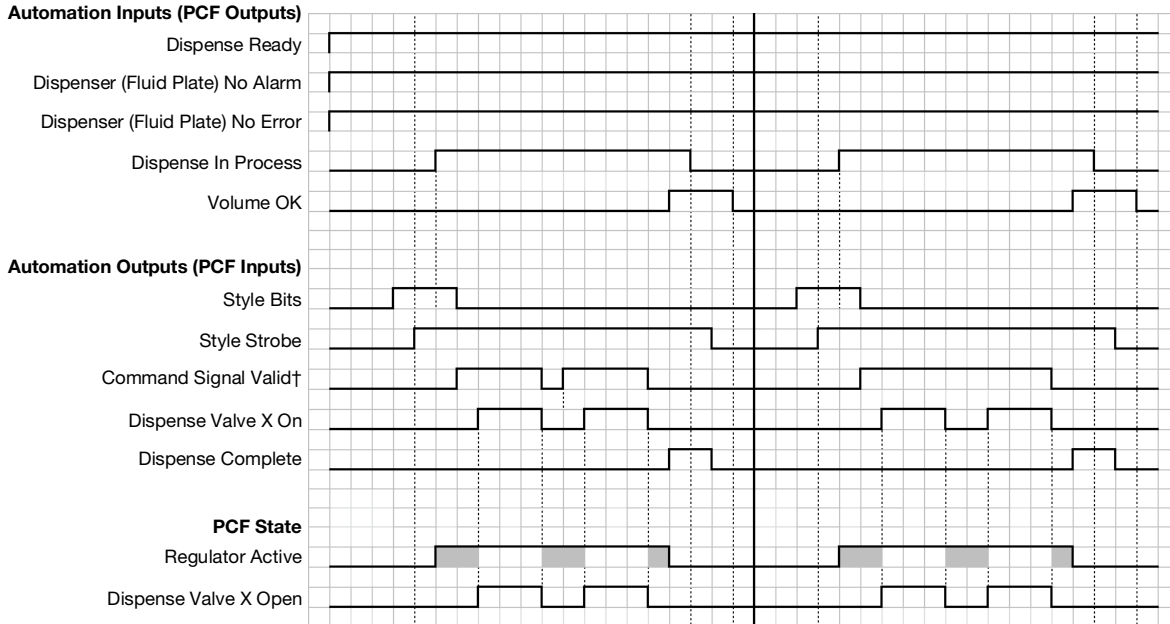 Automation Inputs (PCF Outputs)
Dispense Ready
Dispenser (Fluid Plate) No Alarm
Dispenser (Fluid Plate) No Error
Dispense In Process
Volume OK
Automation Outputs (PCF Inputs)
Style Bits
Style Strobe
Command Signal Valid†
Dispense Valve X On
Dispense Complete
PCF State
Regulator Active
Dispense Valve X Open